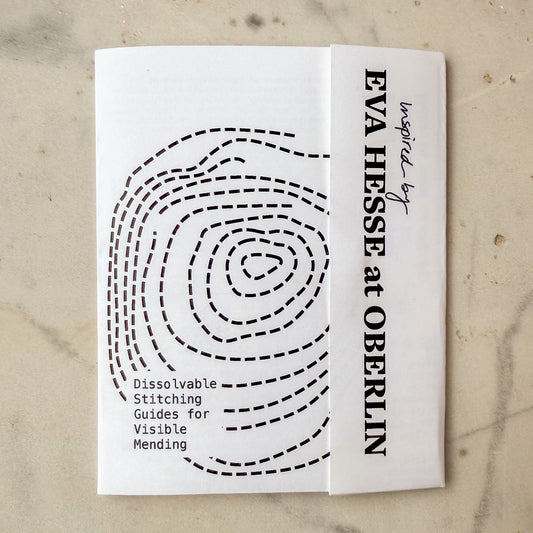 Inspired by
EVA HESSE at OBERLIN
Dissolvable
Stitching
Guides for
Visible
Mending